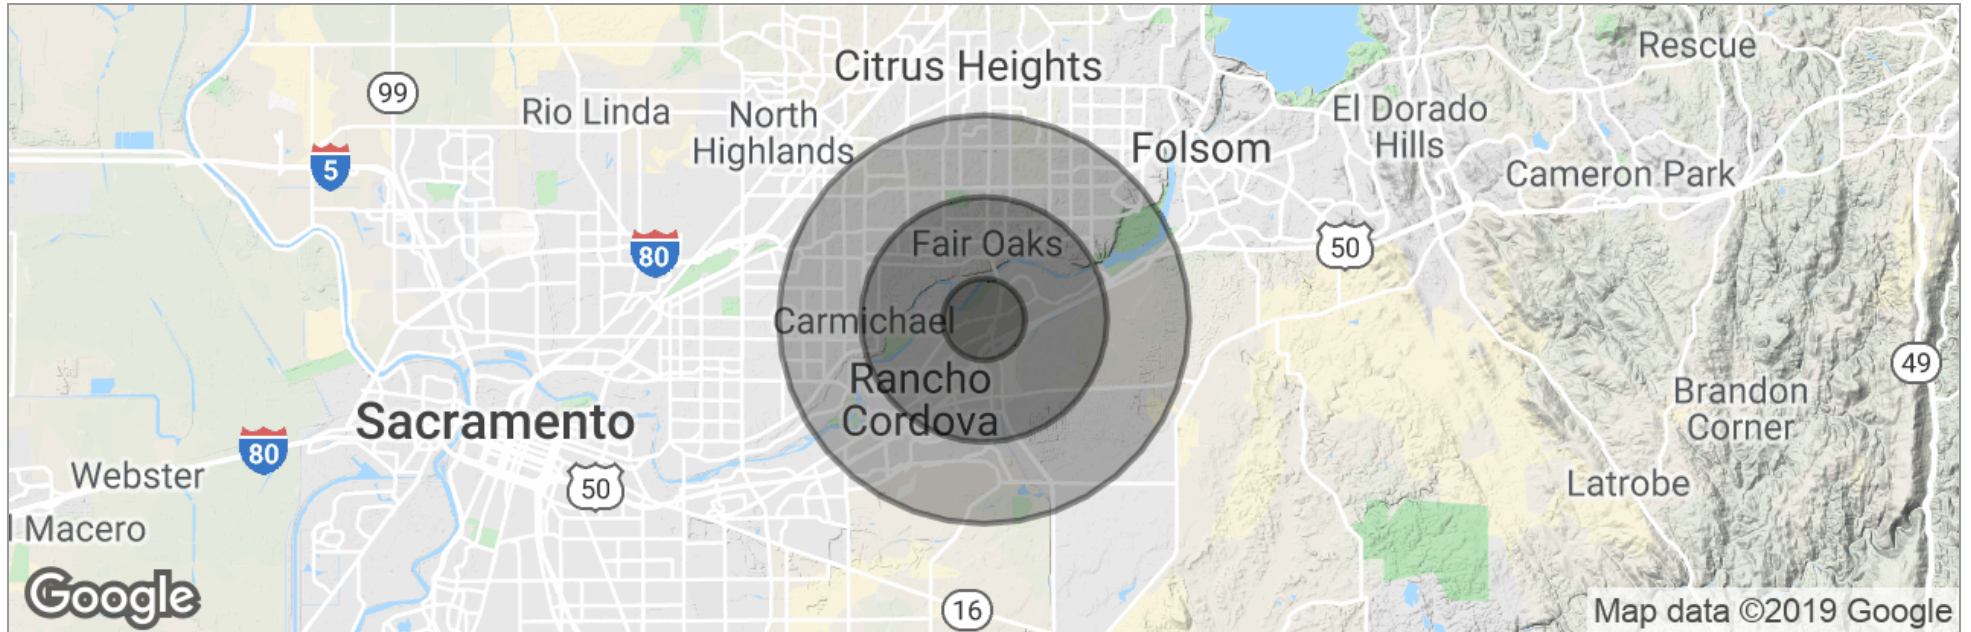 Citrus Heights
Rescue
99
Rio Linda
North
Highlands
El Dorado
Hills
Folsom
5
Cameron Park
Fair Oaks
50
80
Carmichael
49
Rancho
Cordova
Brandon
Corner
Sacramento
80
Webster
50
Latrobe
l Macero
Google
16
Map data ©2019 Google